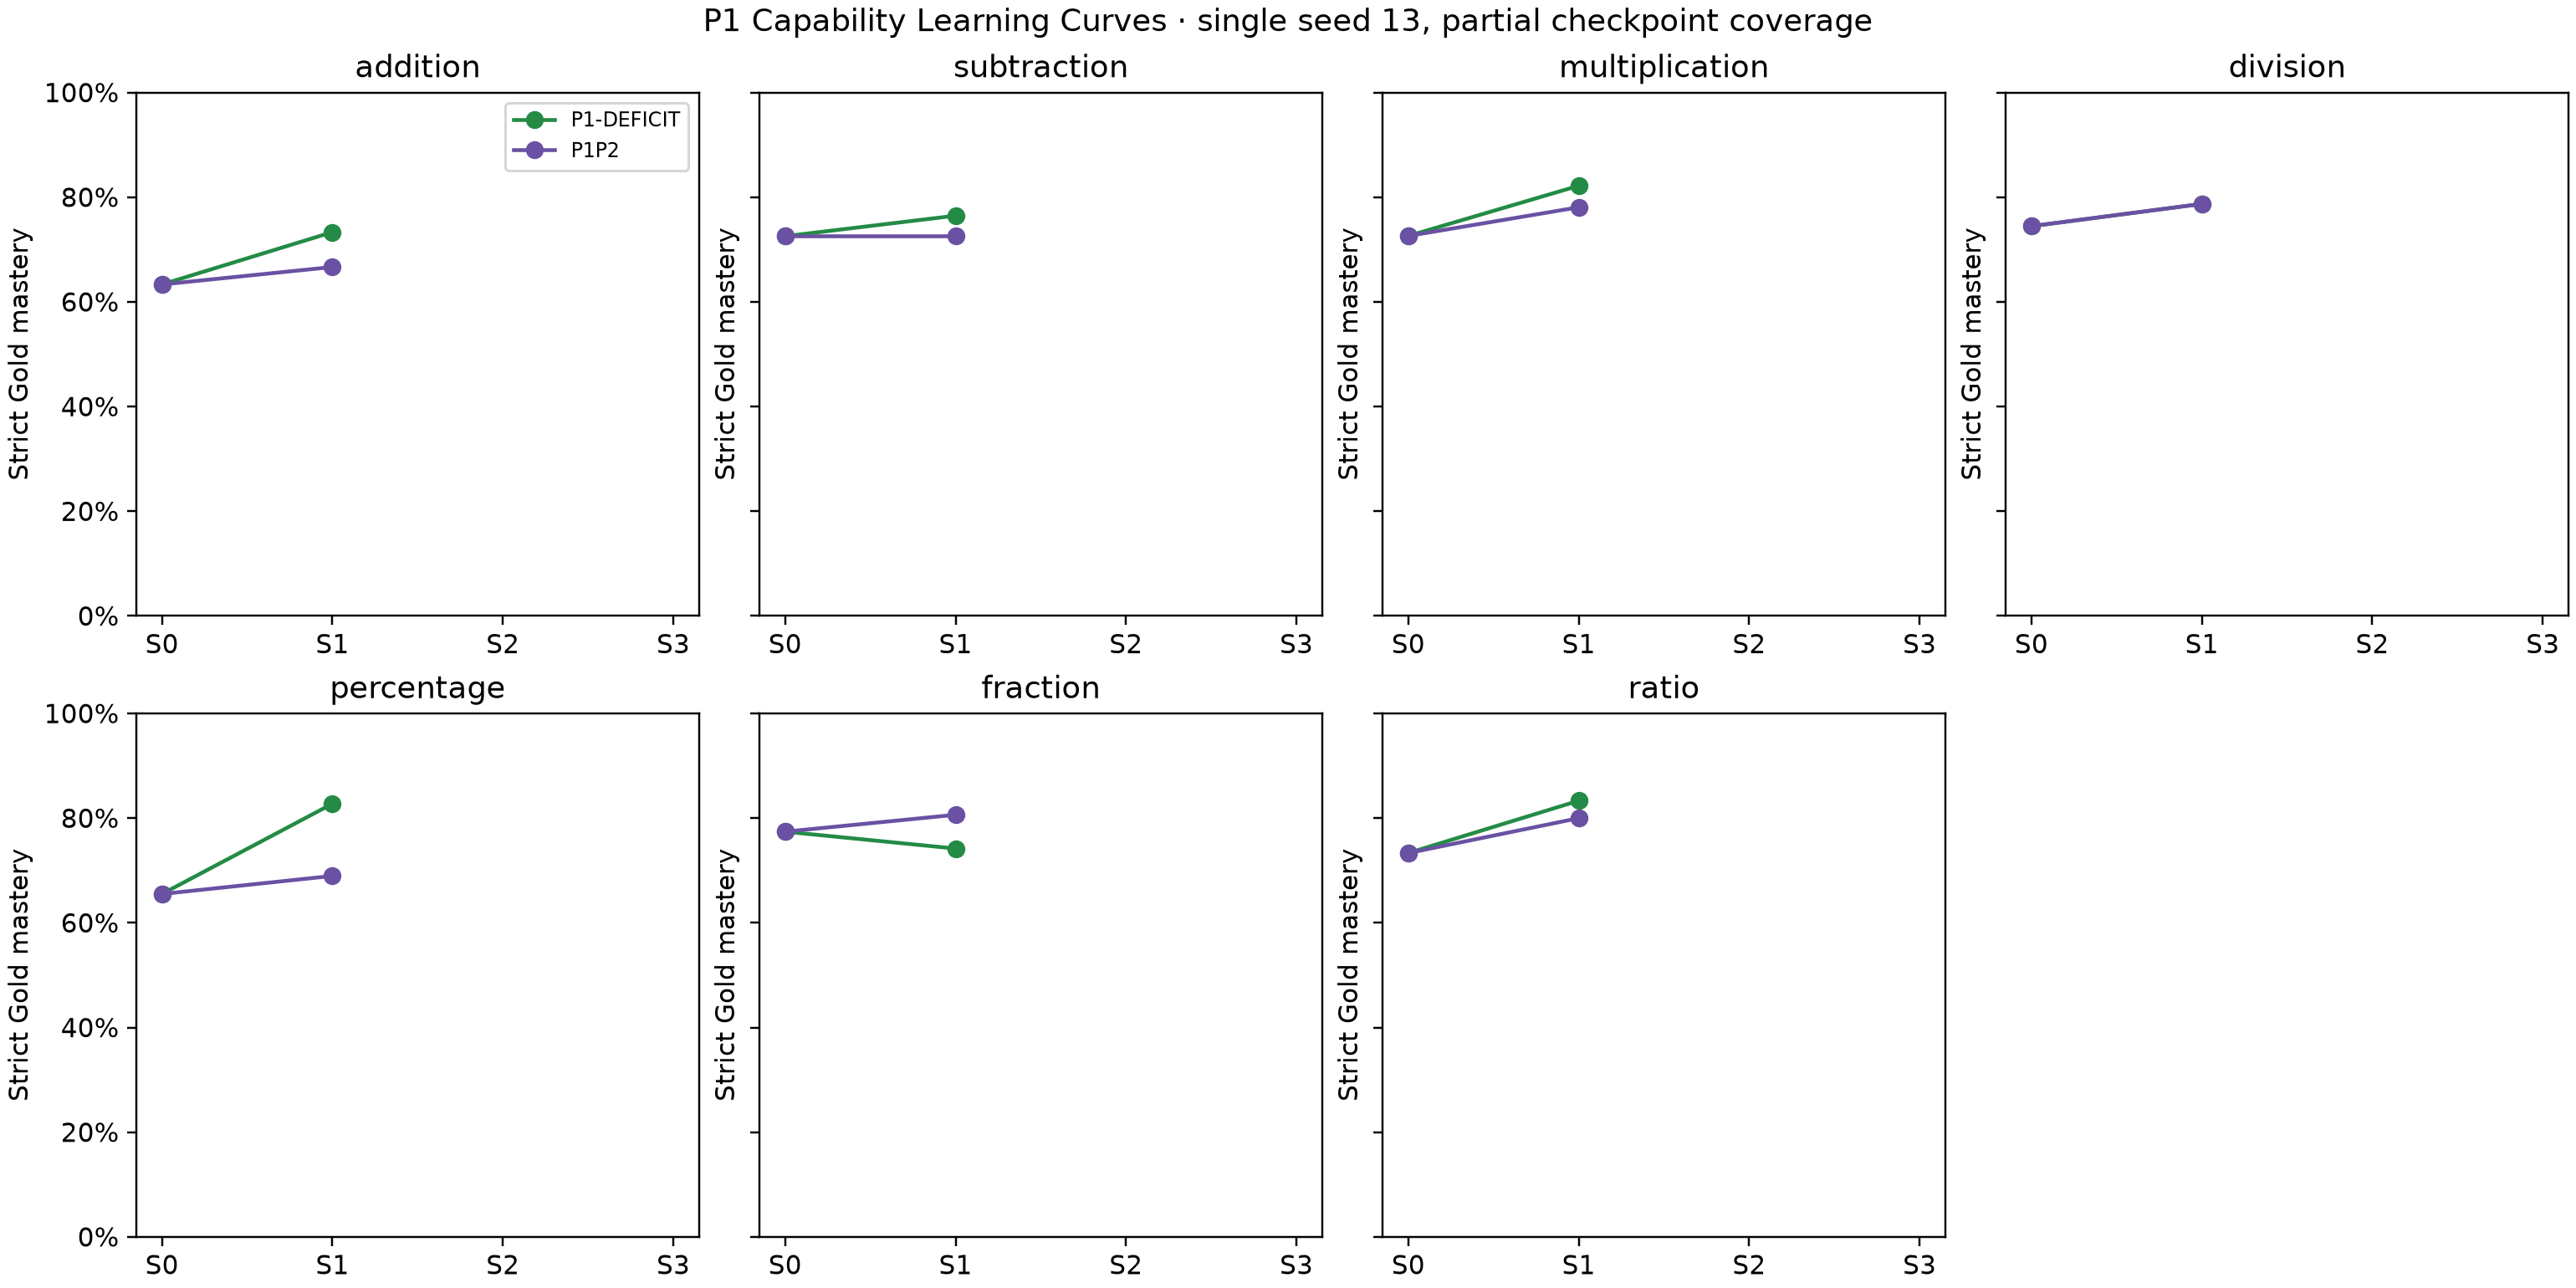 P1 Capability Learning Curves · single seed 13, partial checkpoint coverage
addition
subtraction
multiplication
division
100%
80%
60%
40%
20%
0%
Strict Gold mastery
P1-DEFICIT
P1P2
S0 S1 S2 S3
Strict Gold mastery
S0 S1 S2 S3
Strict Gold mastery
S0 S1 S2 S3
Strict Gold mastery
S0 S1 S2 S3
percentage
fraction
ratio
100%
80%
60%
40%
20%
0%
Strict Gold mastery
S0 S1 S2 S3
Strict Gold mastery
S0 S1 S2 S3
Strict Gold mastery
S0 S1 S2 S3